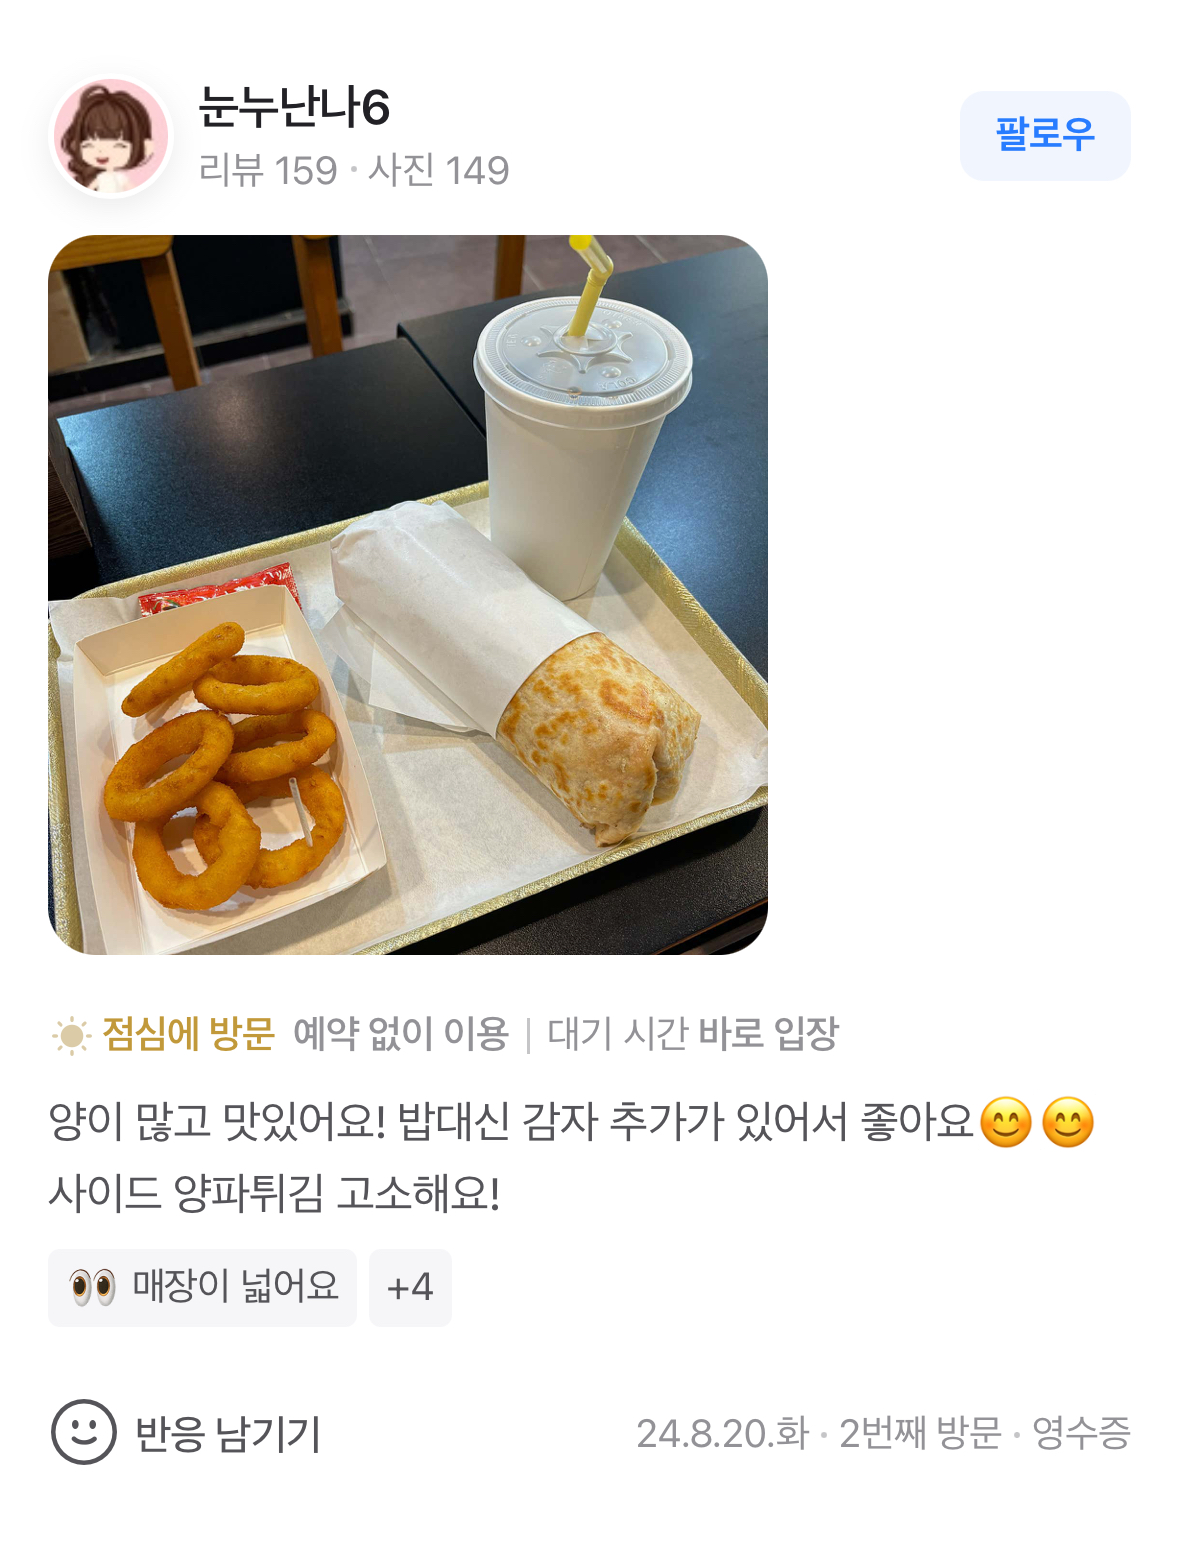 눈누난나6
리뷰 159 · 사진 149
팔로우
점심에 방문 예약 없이 이용 | 대기 시간 바로 입장
양이 많고 맛있어요! 밥대신 감자 추가가 있어서 좋아요😊😊
사이드 양파튀김 고소해요!
👀 매장이 넓어요 +4
반응 남기기
24.8.20.화 · 2번째 방문 · 영수증